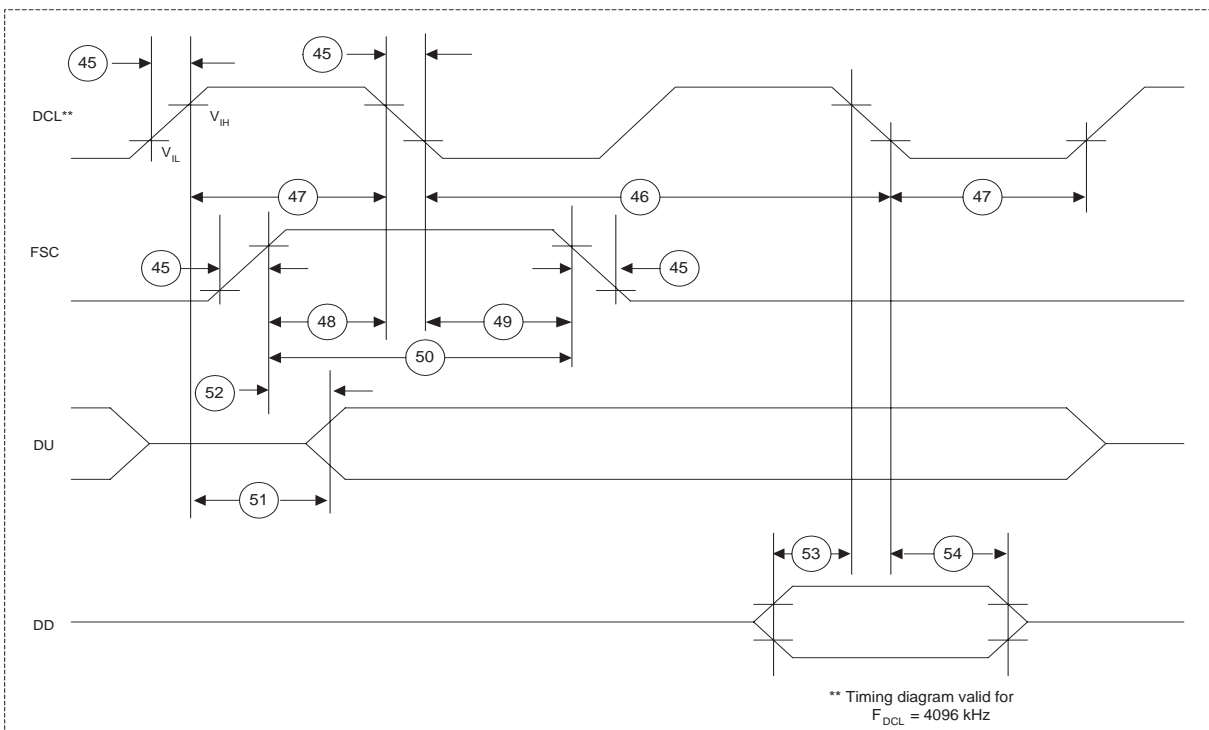 45
45
DCL**
V_IH
V_IL
47
46
47
FSC
45
45
48
49
50
52
DU
51
53
54
DD
** Timing diagram valid for
F_DCL = 4096 kHz